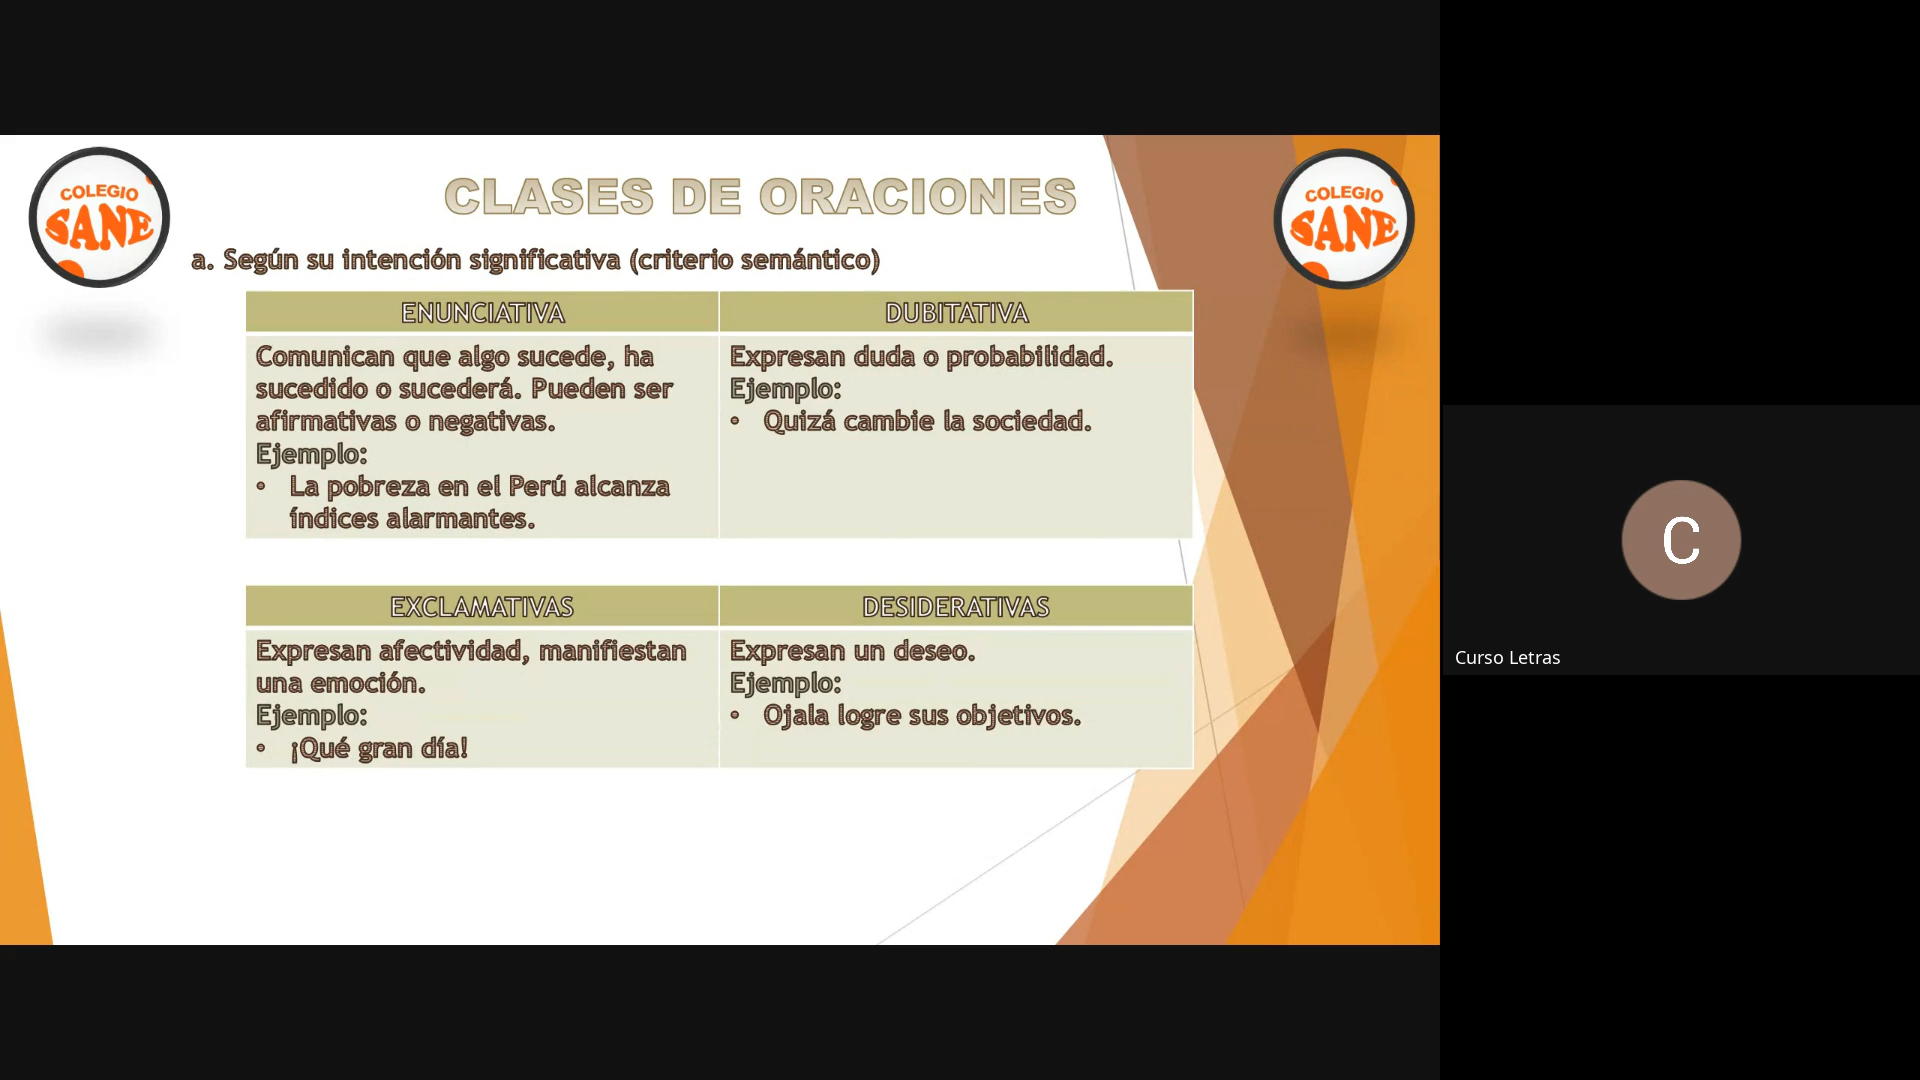 COLEGIO
SANE
CLASES DE ORACIONES
COLEGIO
SANE
a. Según su intención significativa (criterio semántico)
ENUNCIATIVA
Comunican que algo sucede, ha
sucedido o sucederá. Pueden ser
afirmativas o negativas.
Ejemplo:
• La pobreza en el Perú alcanza
índices alarmantes.
DUBITATIVA
Expresan duda o probabilidad.
Ejemplo:
• Quizá cambie la sociedad.
EXCLAMATIVAS
Expresan afectividad, manifiestan
una emoción.
Ejemplo:
• ¡Qué gran día!
DESIDERATIVAS
Expresan un deseo.
Ejemplo:
• Ojala logre sus objetivos.
C
Curso Letras